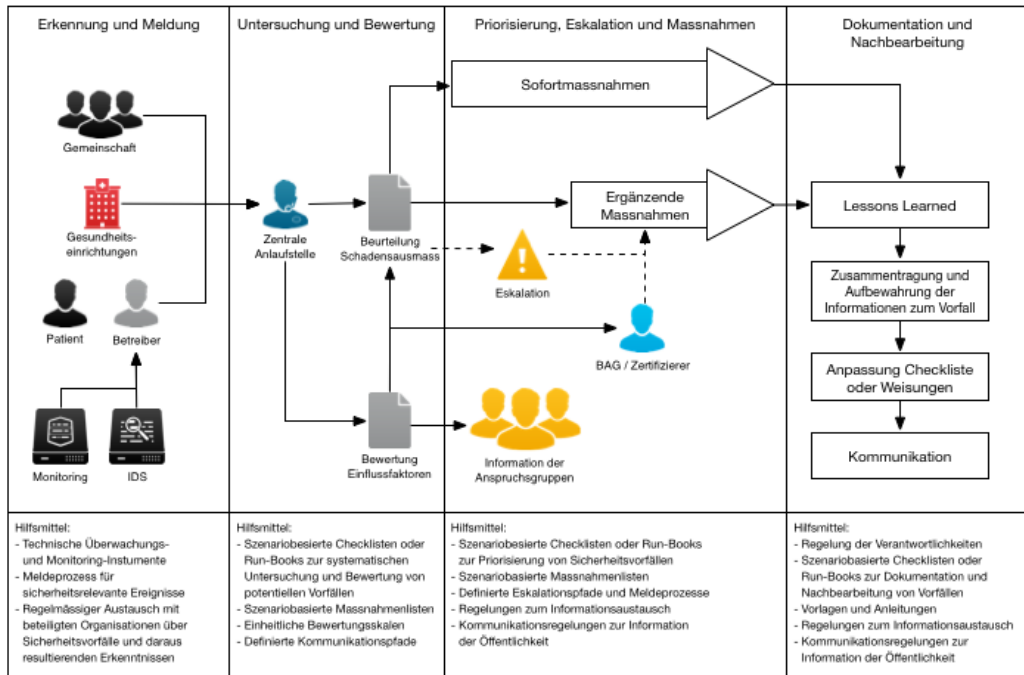 Erkennung und Meldung
Gemeinschaft
Gesundheits-
einrichtungen
Patient
Betreiber
Monitoring
IDS
Hilfsmittel:
- Technische Überwachungs-
und Monitoring-Instumente
- Meldeprozess für
sicherheitsrelevante Ereignisse
- Regelmässiger Austausch mit
beteiligten Organisationen über
Sicherheitsvorfälle und daraus
resultierenden Erkenntnissen
Untersuchung und Bewertung
Zentrale
Anlaufstelle
Beurteilung
Schadensausmass
Bewertung
Einflussfaktoren
Hilfsmittel:
- Szenariobesierte Checklisten oder
Run-Books zur systematischen
Untersuchung und Bewertung von
potentiellen Vorfällen
- Szenariobasierte Massnahmenlisten
- Einheitliche Bewertungsskalen
- Definierte Kommunikationspfade
Priorisierung, Eskalation und Massnahmen
Sofortmassnahmen
Ergänzende
Massnahmen
Eskalation
BAG / Zertifizierer
Information der
Anspruchsgruppen
Hilfsmittel:
- Szenariobesierte Checklisten oder Run-Books
zur Priorisierung von Sicherheitsvorfällen
- Szenariobasierte Massnahmenlisten
- Definierte Eskalationspfade und Meldeprozesse
- Regelungen zum Informationsaustausch
- Kommunikationsregelungen zur Information
der Öffentlichkeit
Dokumentation und
Nachbearbeitung
Lessons Learned
Zusammentragung und
Aufbewahrung der
Informationen zum Vorfall
Anpassung Checkliste
oder Weisungen
Kommunikation
Hilfsmittel:
- Regelung der Verantwortlichkeiten
- Szenariobesierte Checklisten oder
Run-Books zur Dokumentation und
Nachbearbeitung von Vorfällen
- Vorlagen und Anleitungen
- Regelungen zum Informationsaustausch
- Kommunikationsregelungen zur
Information der Öffentlichkeit